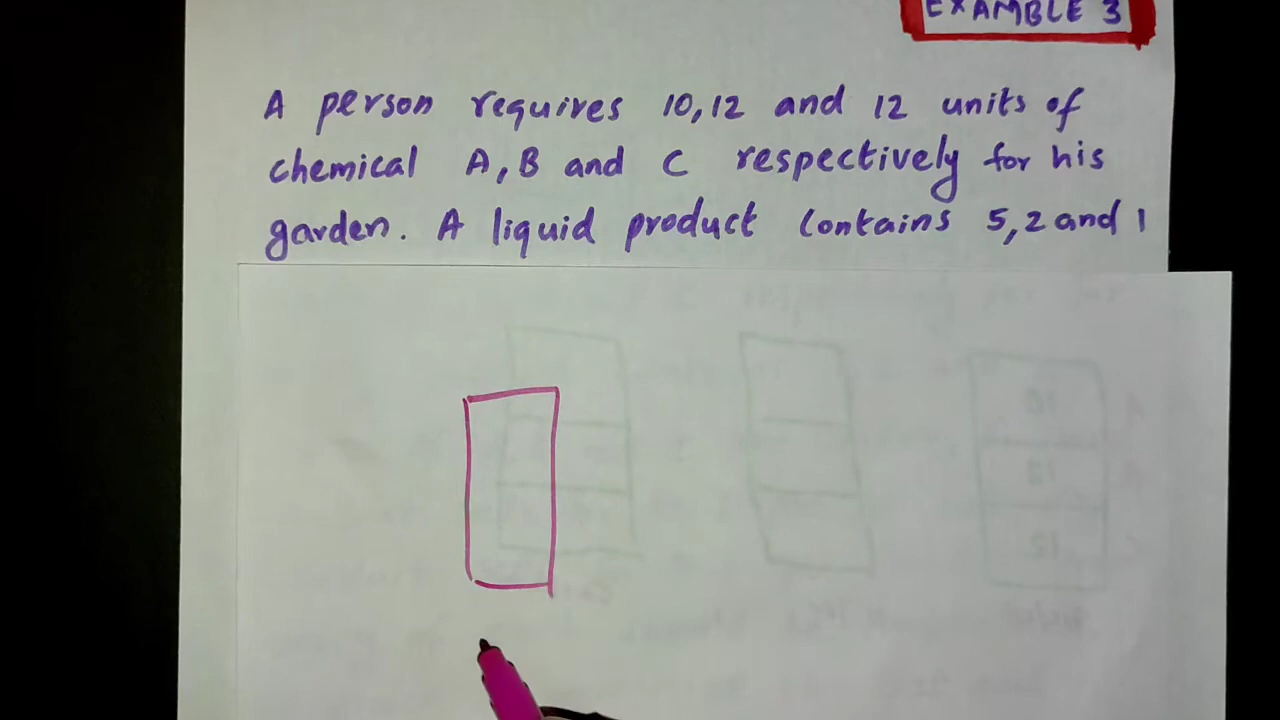 EXAMBLE 3
A person requires 10,12 and 12 units of
chemical A,B and C respectively for his
garden. A liquid product contains 5,2 and 1